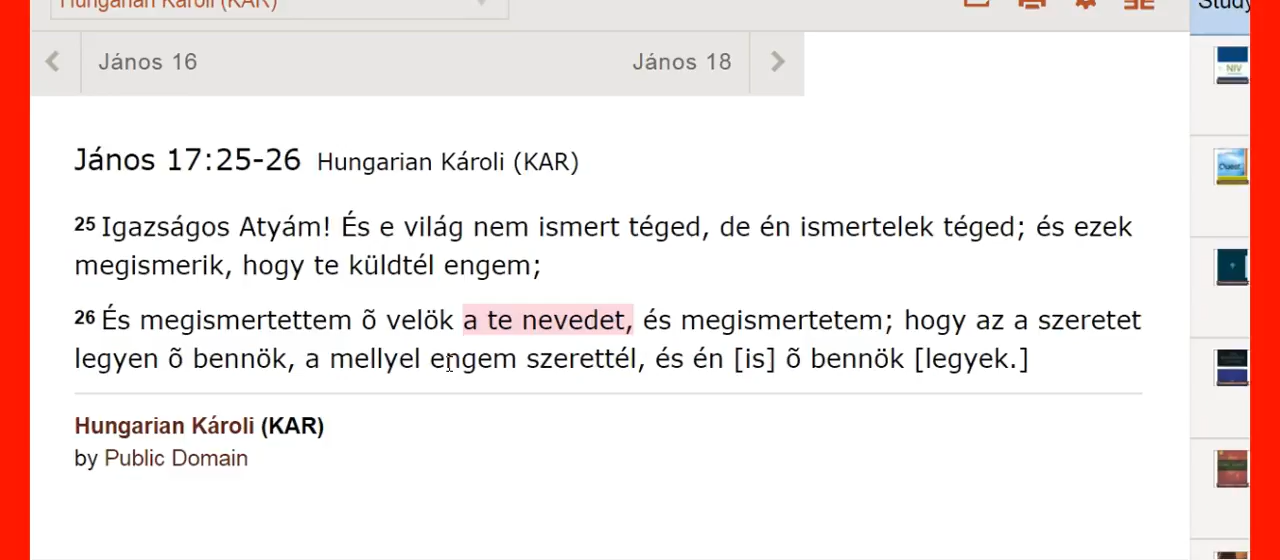 Hungarian Károli (KAR)
Study
János 16
János 18
NIV
János 17:25-26 Hungarian Károli (KAR)
25 Igazságos Atyám! És e világ nem ismert téged, de én ismertelek téged; és ezek
megismerik, hogy te küldtél engem;
26 És megismertettem õ velök a te nevedet, és megismertetem; hogy az a szeretet
legyen õ bennök, a mellyel engem szerettél, és én [is] õ bennök [legyek.]
Hungarian Károli (KAR)
by Public Domain